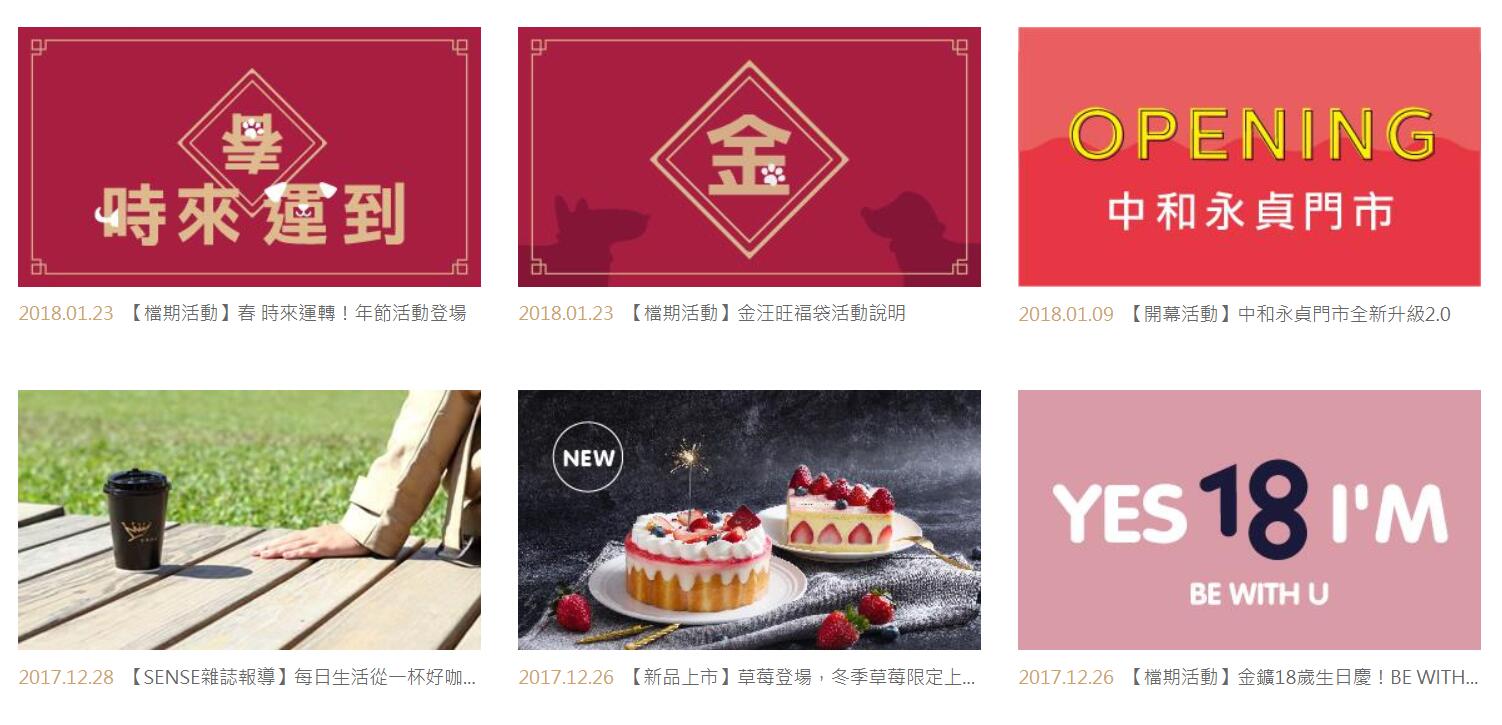 春
時來運到
2018.01.23 【檔期活動】春 時來運轉！年節活動登場
金
2018.01.23 【檔期活動】金汪旺福袋活動說明
OPENING
中和永貞門市
2018.01.09 【開幕活動】中和永貞門市全新升級2.0
2017.12.28 【SENSE雜誌報導】每日生活從一杯好咖...
NEW
2017.12.26 【新品上市】草莓登場，冬季草莓限定上...
YES 18 I'M
BE WITH U
2017.12.26 【檔期活動】金鑛18歲生日慶！BE WITH...